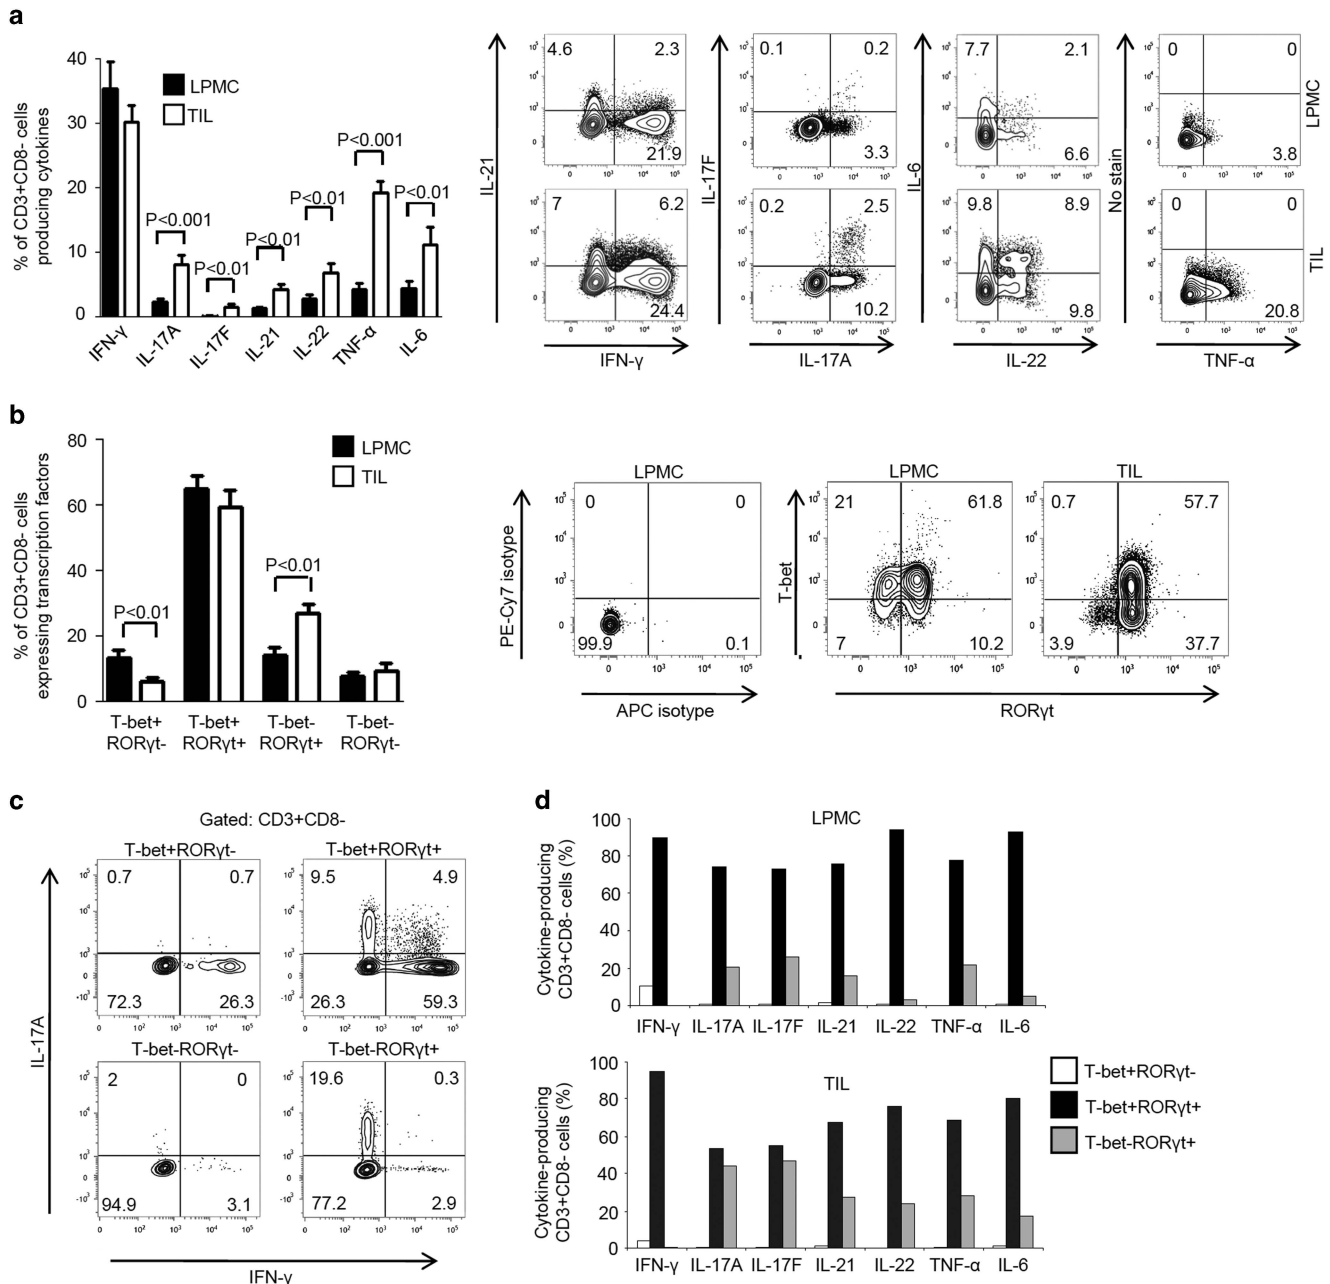 a
% of CD3+CD8- cells
producing cytokines
40
30
20
10
0
LPMC
TIL
P<0.001
P<0.01
P<0.01
P<0.01
P<0.001
P<0.01
IFN-γ
IL-17A
IL-17F
IL-21
IL-22
TNF-α
IL-6
IL-21
4.6 2.3
21.9
7 6.2
24.4
IFN-γ
IL-17F
0.1 0.2
3.3
0.2 2.5
10.2
IL-17A
IL-6
7.7 2.1
6.6
9.8 8.9
9.8
IL-22
No stain
0 0
3.8
0 0
20.8
TNF-α
LPMC
TIL
b
% of CD3+CD8- cells
expressing transcription factors
80
60
40
20
0
LPMC
TIL
P<0.01
P<0.01
T-bet+ T-bet+ T-bet- T-bet-
RORγt- RORγt+ RORγt+ RORγt-
LPMC
PE-Cy7 isotype
0 0
99.9 0.1
APC isotype
LPMC TIL
T-bet
21 61.8
7 10.2
0.7 57.7
3.9 37.7
RORγt
c
Gated: CD3+CD8-
T-bet+RORγt- T-bet+RORγt+
0.7 0.7
72.3 26.3
9.5 4.9
26.3 59.3
T-bet-RORγt- T-bet-RORγt+
2 0
94.9 3.1
19.6 0.3
77.2 2.9
IL-17A
IFN-γ
d
LPMC
Cytokine-producing
CD3+CD8- cells (%)
100
80
60
40
20
0
IFN-γ IL-17A IL-17F IL-21 IL-22 TNF-α IL-6
TIL
Cytokine-producing
CD3+CD8- cells (%)
100
80
60
40
20
0
IFN-γ IL-17A IL-17F IL-21 IL-22 TNF-α IL-6
T-bet+RORγt-
T-bet+RORγt+
T-bet-RORγt+